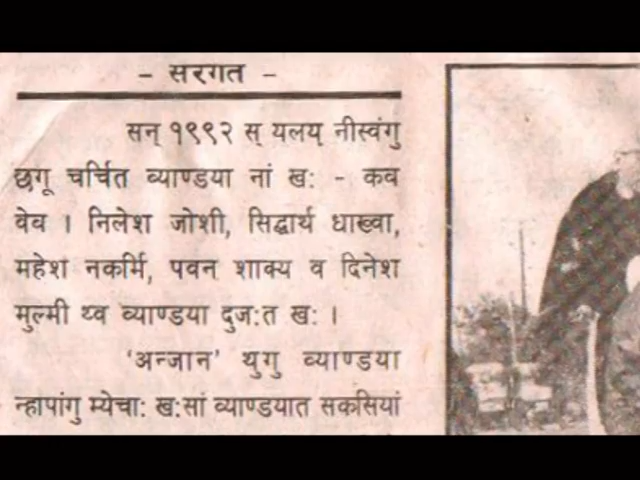 - सरगत -
सन् १९९२ स् यलय् नीस्वंगु
छगू चर्चित ब्याण्डया नां खः - कव
वेव । निलेश जोशी, सिद्धार्थ धाख्वा,
महेश नकर्मि, पवन शाक्य व दिनेश
मुल्मी थ्व ब्याण्डया दुजःत खः ।
'अन्जान' थुगु ब्याण्डया
न्हापांगु म्येचाः खःसां ब्याण्डयात सकसियां